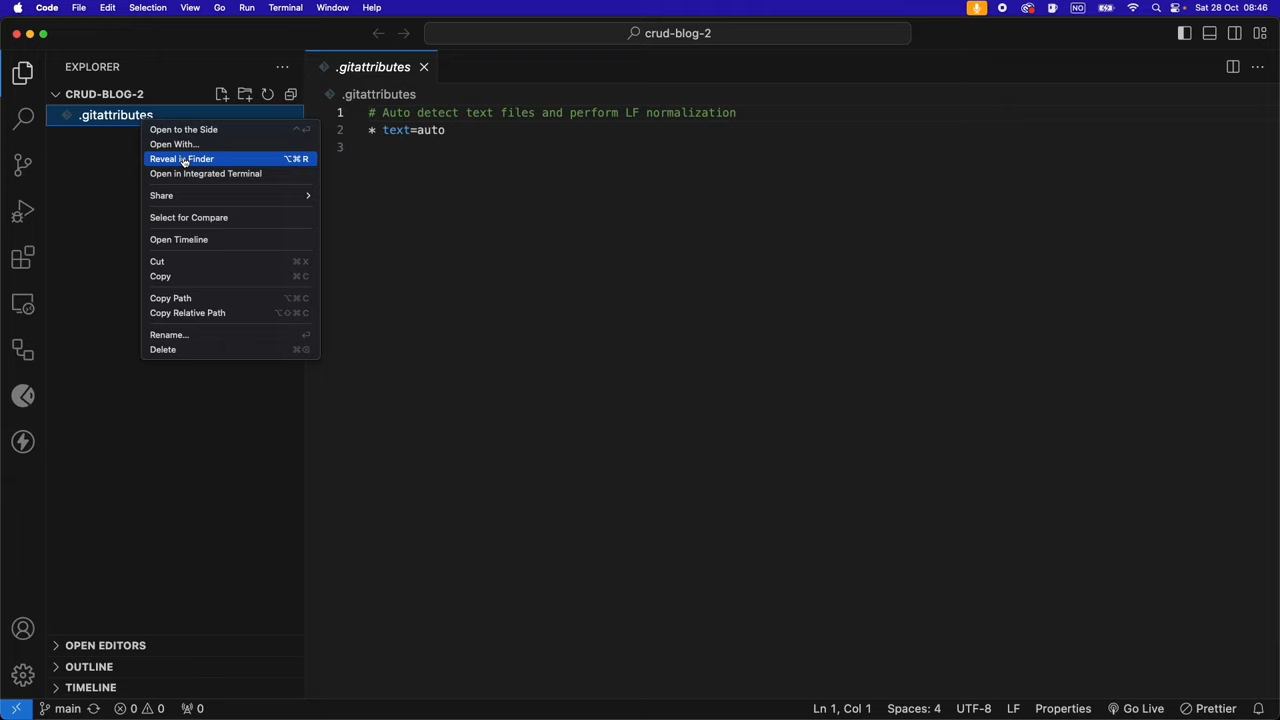 Code File Edit Selection View Go Run Terminal Window Help NO Sat 28 Oct 08:46
crud-blog-2
EXPLORER
.gitattributes
CRUD-BLOG-2
.gitattributes
.gitattributes
1 # Auto detect text files and perform LF normalization
2 * text=auto
3
Open to the Side ⌃⏎
Open With...
Reveal in Finder ⌥⌘R
Open in Integrated Terminal
Share
Select for Compare
Open Timeline
Cut ⌘X
Copy ⌘C
Copy Path ⌥⌘C
Copy Relative Path ⌥⇧⌘C
Rename... ⏎
Delete ⌘⌫
OPEN EDITORS
OUTLINE
TIMELINE
main 0 0 0 Ln 1, Col 1 Spaces: 4 UTF-8 LF Properties Go Live Prettier